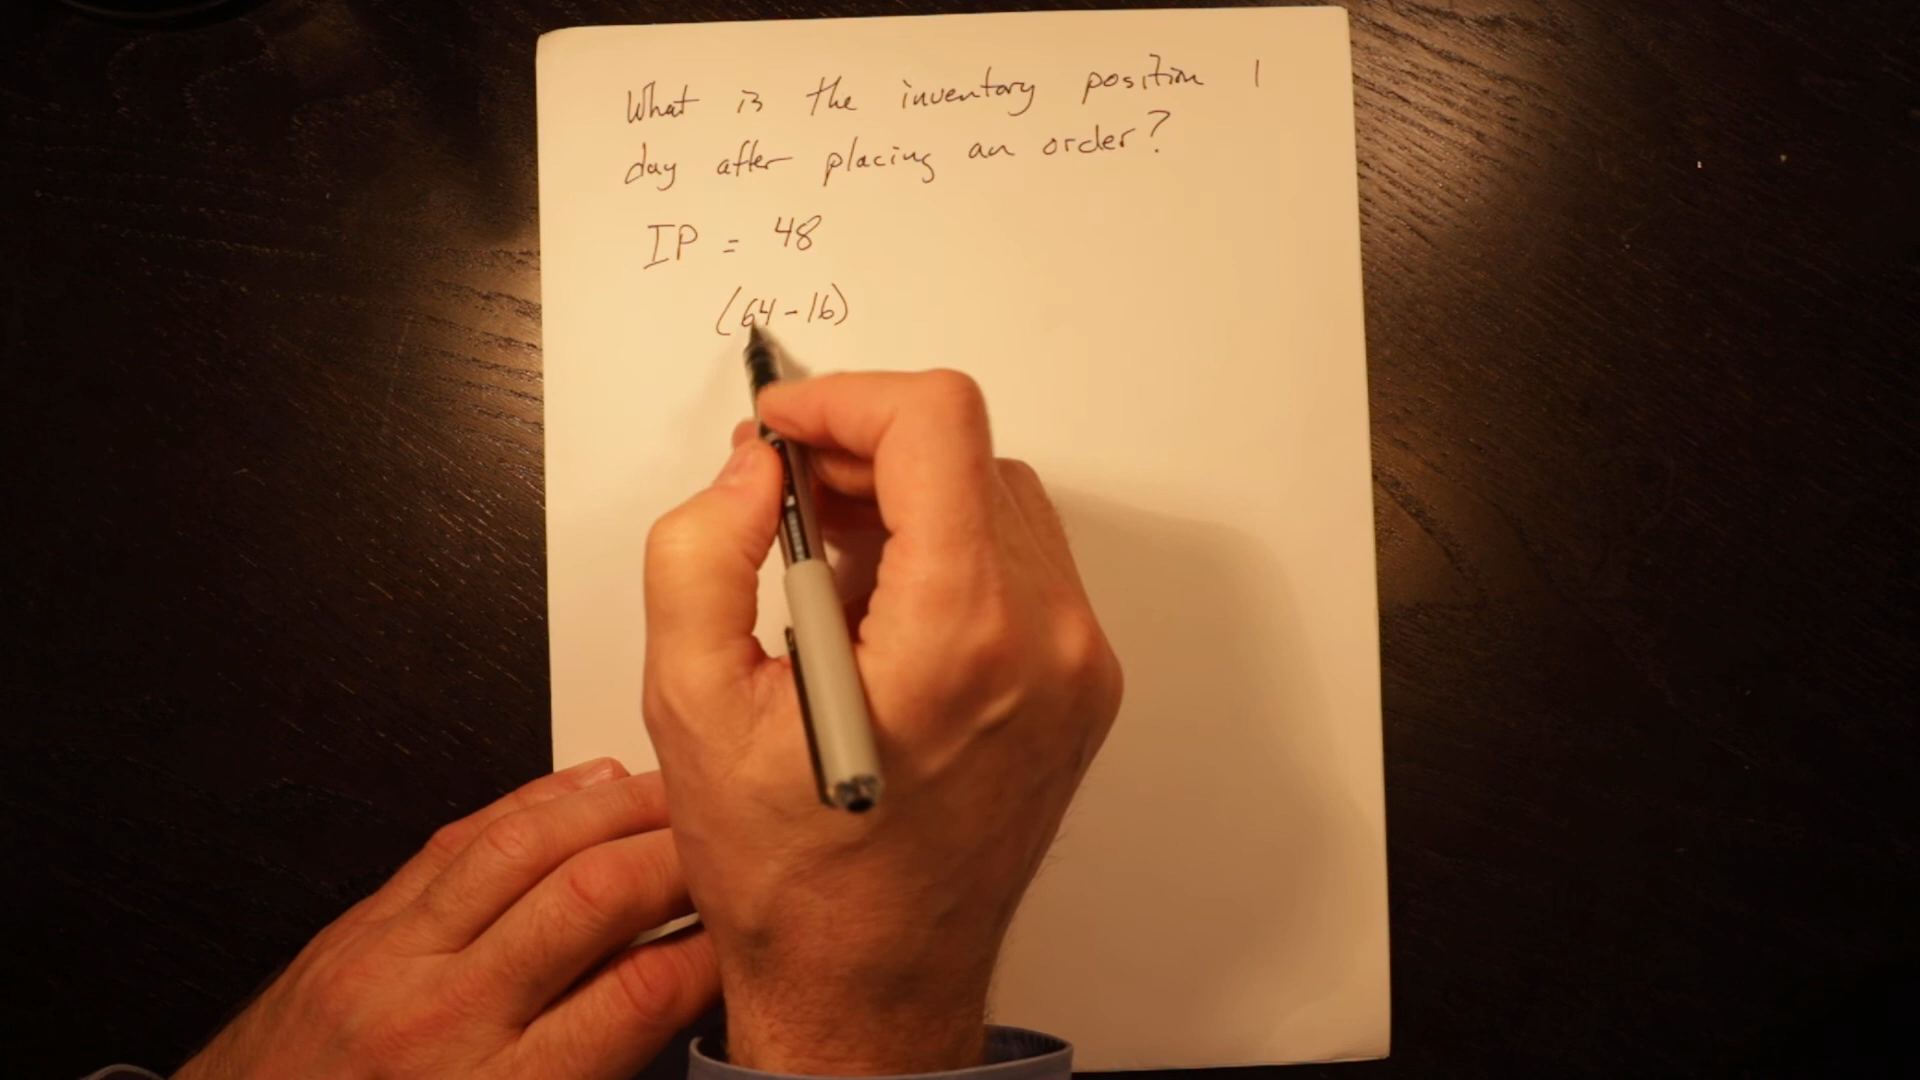 What is the inventory position 1
day after placing an order?
IP = 48
(64-16)